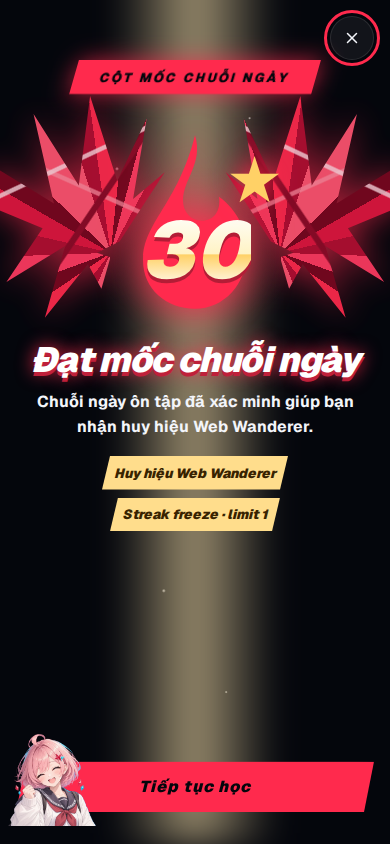 CỘT MỐC CHUỖI NGÀY
30
Đạt mốc chuỗi ngày
Chuỗi ngày ôn tập đã xác minh giúp bạn
nhận huy hiệu Web Wanderer.
Huy hiệu Web Wanderer
Streak freeze · limit 1
Tiếp tục học